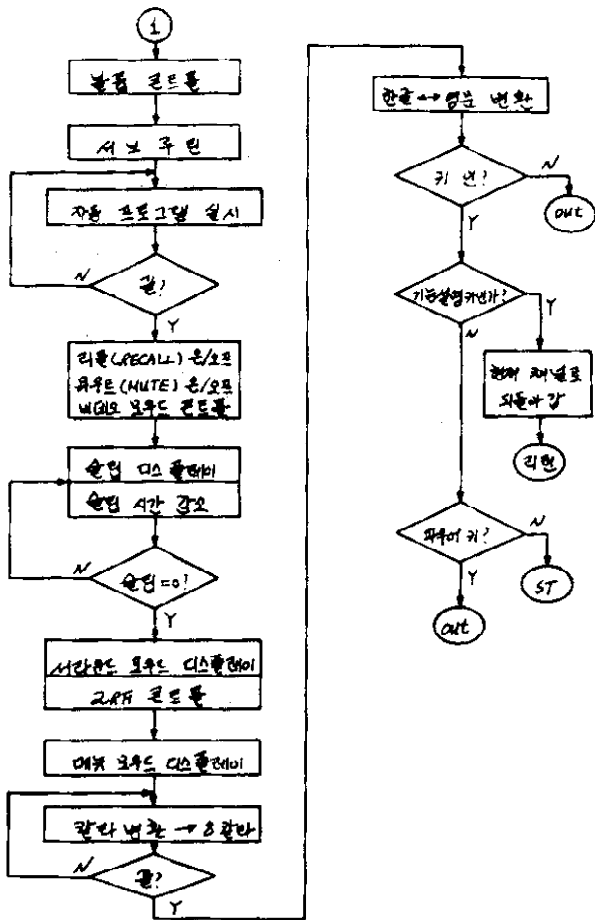 1
볼륨 콘트롤
서브 루틴
자동 프로그램 실시
끝?
N
Y
리콜(RECALL) 온/오프
뮤우트(MUTE) 온/오프
비데오 모우드 콘트롤
슬립 디스플레이
슬립 시간 감소
N
슬립=0?
Y
서라운드 모우드 디스플레이
콘트롤
메뉴 모우드 디스플레이
칼라 변환 → 8 칼라
끝?
N
Y
한글→영문 변환
키 인?
N
out
Y
기능설명키인가?
Y
N
현재 채널로
되돌아 감
리턴
파우어 키?
N
ST
Y
out